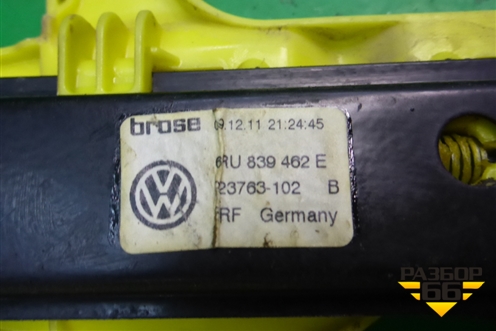 brose 09.12.11 21:24:45
6RU 839 462 E
23763-102 B
FRF Germany
РАЗБОР
66